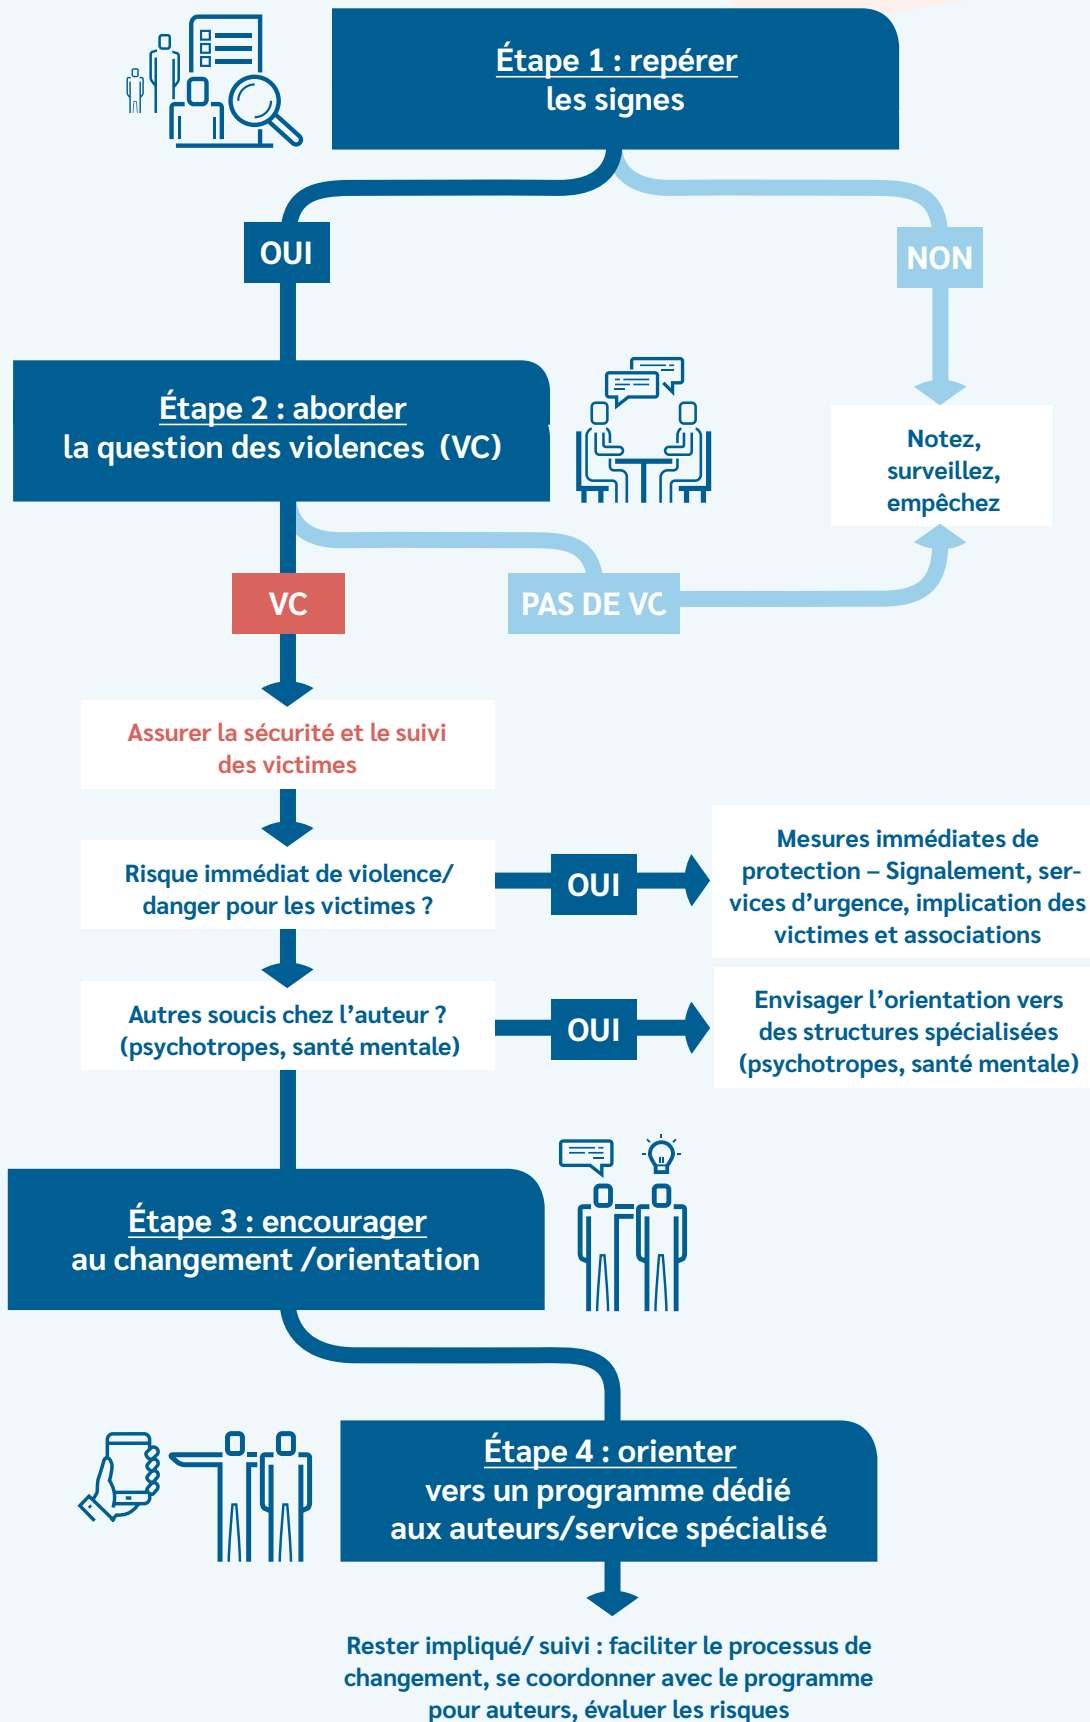 Étape 1 : repérer
les signes
OUI
NON
Étape 2 : aborder
la question des violences (VC)
Notez,
surveillez,
empêchez
VC
PAS DE VC
Assurer la sécurité et le suivi
des victimes
Risque immédiat de violence/
danger pour les victimes ?
OUI
Mesures immédiates de
protection – Signalement, ser-
vices d’urgence, implication des
victimes et associations
Autres soucis chez l’auteur ?
(psychotropes, santé mentale)
OUI
Envisager l’orientation vers
des structures spécialisées
(psychotropes, santé mentale)
Étape 3 : encourager
au changement /orientation
Étape 4 : orienter
vers un programme dédié
aux auteurs/service spécialisé
Rester impliqué/ suivi : faciliter le processus de
changement, se coordonner avec le programme
pour auteurs, évaluer les risques